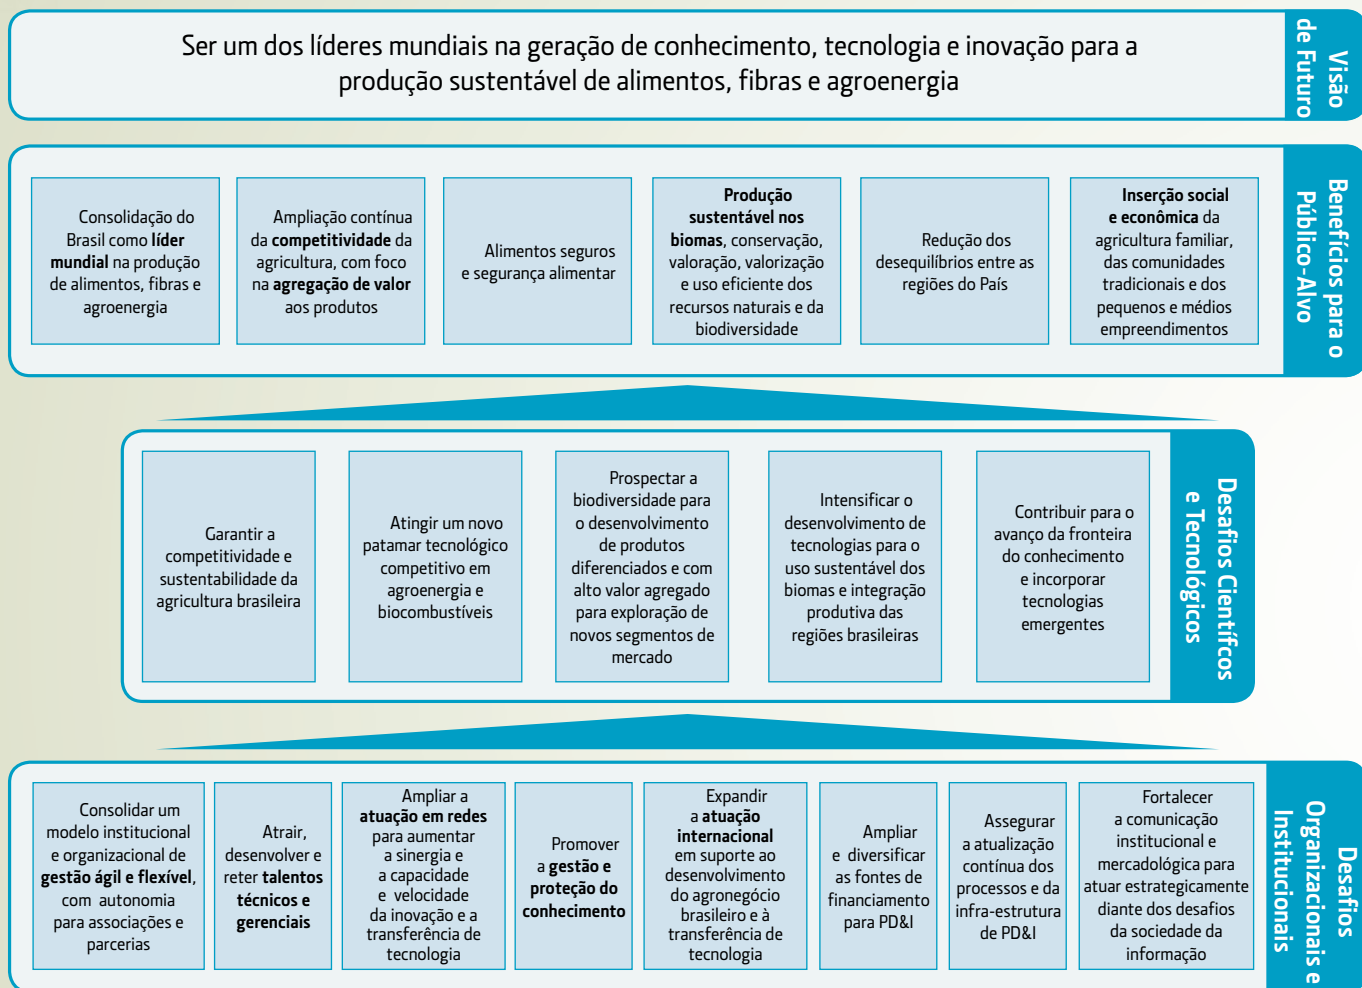 Ser um dos líderes mundiais na geração de conhecimento, tecnologia e inovação para a
produção sustentável de alimentos, fibras e agroenergia
Visão
de Futuro
Consolidação do
Brasil como líder
mundial na produção
de alimentos, fibras e
agroenergia
Ampliação contínua
da competitividade da
agricultura, com foco
na agregação de valor
aos produtos
Alimentos seguros
e segurança alimentar
Produção
sustentável nos
biomas, conservação,
valoração, valorização
e uso eficiente dos
recursos naturais e da
biodiversidade
Redução dos
desequilíbrios entre as
regiões do País
Inserção social
e econômica da
agricultura familiar,
das comunidades
tradicionais e dos
pequenos e médios
empreendimentos
Benefícios para o
Público-Alvo
Garantir a
competitividade e
sustentabilidade da
agricultura brasileira
Atingir um novo
patamar tecnológico
competitivo em
agroenergia e
biocombustíveis
Prospectar a
biodiversidade para
o desenvolvimento
de produtos
diferenciados e com
alto valor agregado
para exploração de
novos segmentos de
mercado
Intensificar o
desenvolvimento de
tecnologias para o
uso sustentável dos
biomas e integração
produtiva das
regiões brasileiras
Contribuir para o
avanço da fronteira
do conhecimento
e incorporar
tecnologias
emergentes
Desafios Científcos
e Tecnológicos
Consolidar um
modelo institucional
e organizacional de
gestão ágil e flexível,
com autonomia
para associações e
parcerias
Atrair,
desenvolver e
reter talentos
técnicos e
gerenciais
Ampliar a
atuação em redes
para aumentar
a sinergia e
a capacidade
e velocidade
da inovação e a
transferência de
tecnologia
Promover
a gestão e
proteção do
conhecimento
Expandir
a atuação
internacional
em suporte ao
desenvolvimento
do agronegócio
brasileiro e à
transferência de
tecnologia
Ampliar
e diversificar
as fontes de
financiamento
para PD&I
Assegurar
a atualização
contínua dos
processos e da
infra-estrutura
de PD&I
Fortalecer
a comunicação
institucional e
mercadológica para
atuar estrategicamente
diante dos desafios
da sociedade da
informação
Desafios
Organizacionais e
Institucionais